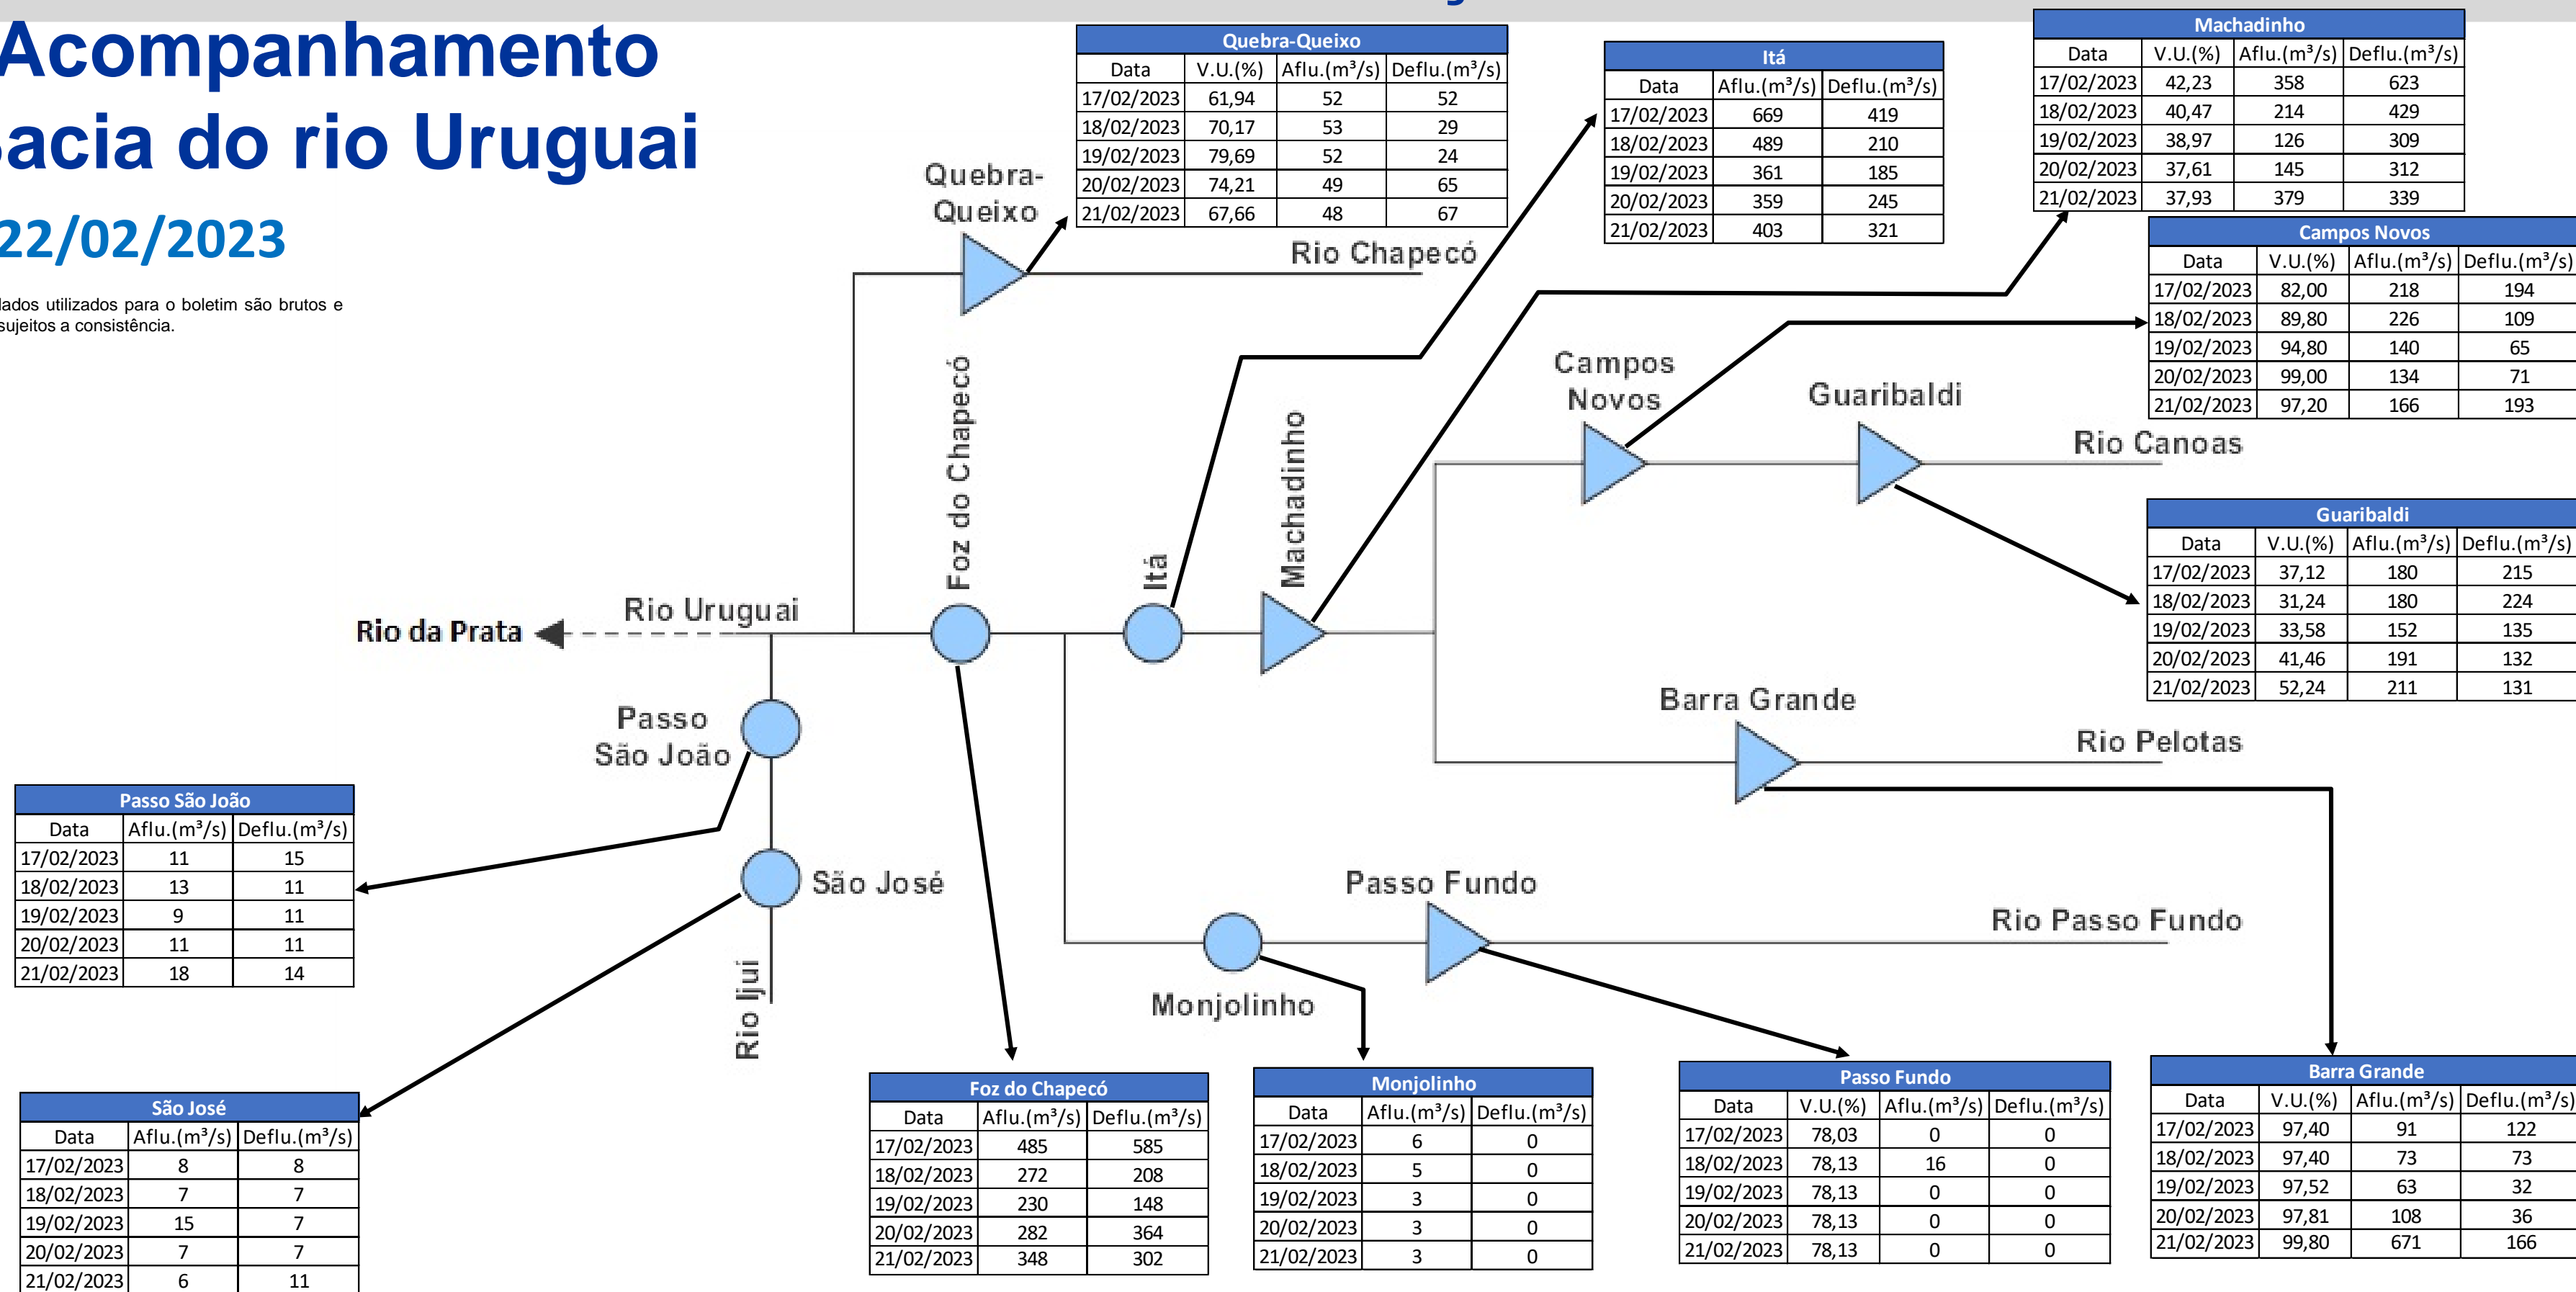 Acompanhamento
Bacia do rio Uruguai
22/02/2023
dados utilizados para o boletim são brutos e
sujeitos a consistência.
Quebra-Queixo
Data V.U.(%) Aflu.(m³/s) Deflu.(m³/s)
17/02/2023 61,94 52 52
18/02/2023 70,17 53 29
19/02/2023 79,69 52 24
20/02/2023 74,21 49 65
21/02/2023 67,66 48 67
Itá
Data Aflu.(m³/s) Deflu.(m³/s)
17/02/2023 669 419
18/02/2023 489 210
19/02/2023 361 185
20/02/2023 359 245
21/02/2023 403 321
Machadinho
Data V.U.(%) Aflu.(m³/s) Deflu.(m³/s)
17/02/2023 42,23 358 623
18/02/2023 40,47 214 429
19/02/2023 38,97 126 309
20/02/2023 37,61 145 312
21/02/2023 37,93 379 339
Campos Novos
Data V.U.(%) Aflu.(m³/s) Deflu.(m³/s)
17/02/2023 82,00 218 194
18/02/2023 89,80 226 109
19/02/2023 94,80 140 65
20/02/2023 99,00 134 71
21/02/2023 97,20 166 193
Guaribaldi
Data V.U.(%) Aflu.(m³/s) Deflu.(m³/s)
17/02/2023 37,12 180 215
18/02/2023 31,24 180 224
19/02/2023 33,58 152 135
20/02/2023 41,46 191 132
21/02/2023 52,24 211 131
Quebra-
Queixo
Rio Chapecó
Foz do Chapecó
Itá
Machadinho
Campos
Novos
Guaribaldi
Rio Canoas
Rio da Prata
Rio Uruguai
Passo
São João
São José
Rio Ijui
Barra Grande
Rio Pelotas
Passo Fundo
Rio Passo Fundo
Monjolinho
Passo São João
Data Aflu.(m³/s) Deflu.(m³/s)
17/02/2023 11 15
18/02/2023 13 11
19/02/2023 9 11
20/02/2023 11 11
21/02/2023 18 14
São José
Data Aflu.(m³/s) Deflu.(m³/s)
17/02/2023 8 8
18/02/2023 7 7
19/02/2023 15 7
20/02/2023 7 7
21/02/2023 6 11
Foz do Chapecó
Data Aflu.(m³/s) Deflu.(m³/s)
17/02/2023 485 585
18/02/2023 272 208
19/02/2023 230 148
20/02/2023 282 364
21/02/2023 348 302
Monjolinho
Data Aflu.(m³/s) Deflu.(m³/s)
17/02/2023 6 0
18/02/2023 5 0
19/02/2023 3 0
20/02/2023 3 0
21/02/2023 3 0
Passo Fundo
Data V.U.(%) Aflu.(m³/s) Deflu.(m³/s)
17/02/2023 78,03 0 0
18/02/2023 78,13 16 0
19/02/2023 78,13 0 0
20/02/2023 78,13 0 0
21/02/2023 78,13 0 0
Barra Grande
Data V.U.(%) Aflu.(m³/s) Deflu.(m³/s)
17/02/2023 97,40 91 122
18/02/2023 97,40 73 73
19/02/2023 97,52 63 32
20/02/2023 97,81 108 36
21/02/2023 99,80 671 166